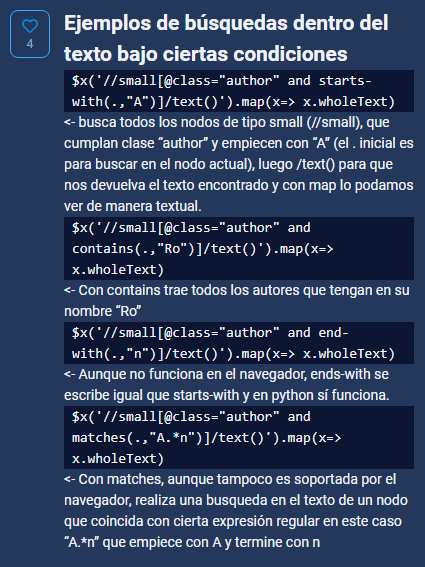 Ejemplos de búsquedas dentro del
texto bajo ciertas condiciones
4
$x('//small[@class="author" and starts-
with(.,"A")]/text()').map(x=> x.wholeText)
<- busca todos los nodos de tipo small (//small), que
cumplan clase “author” y empiecen con “A” (el . inicial es
para buscar en el nodo actual), luego /text() para que
nos devuelva el texto encontrado y con map lo podamos
ver de manera textual.
$x('//small[@class="author" and
contains(.,"Ro")]/text()').map(x=>
x.wholeText)
<- Con contains trae todos los autores que tengan en su
nombre “Ro”
$x('//small[@class="author" and end-
with(.,"n")]/text()').map(x=> x.wholeText)
<- Aunque no funciona en el navegador, ends-with se
escribe igual que starts-with y en python sí funciona.
$x('//small[@class="author" and
matches(.,"A.*n")]/text()').map(x=>
x.wholeText)
<- Con matches, aunque tampoco es soportada por el
navegador, realiza una busqueda en el texto de un nodo
que coincida con cierta expresión regular en este caso
“A.*n” que empiece con A y termine con n